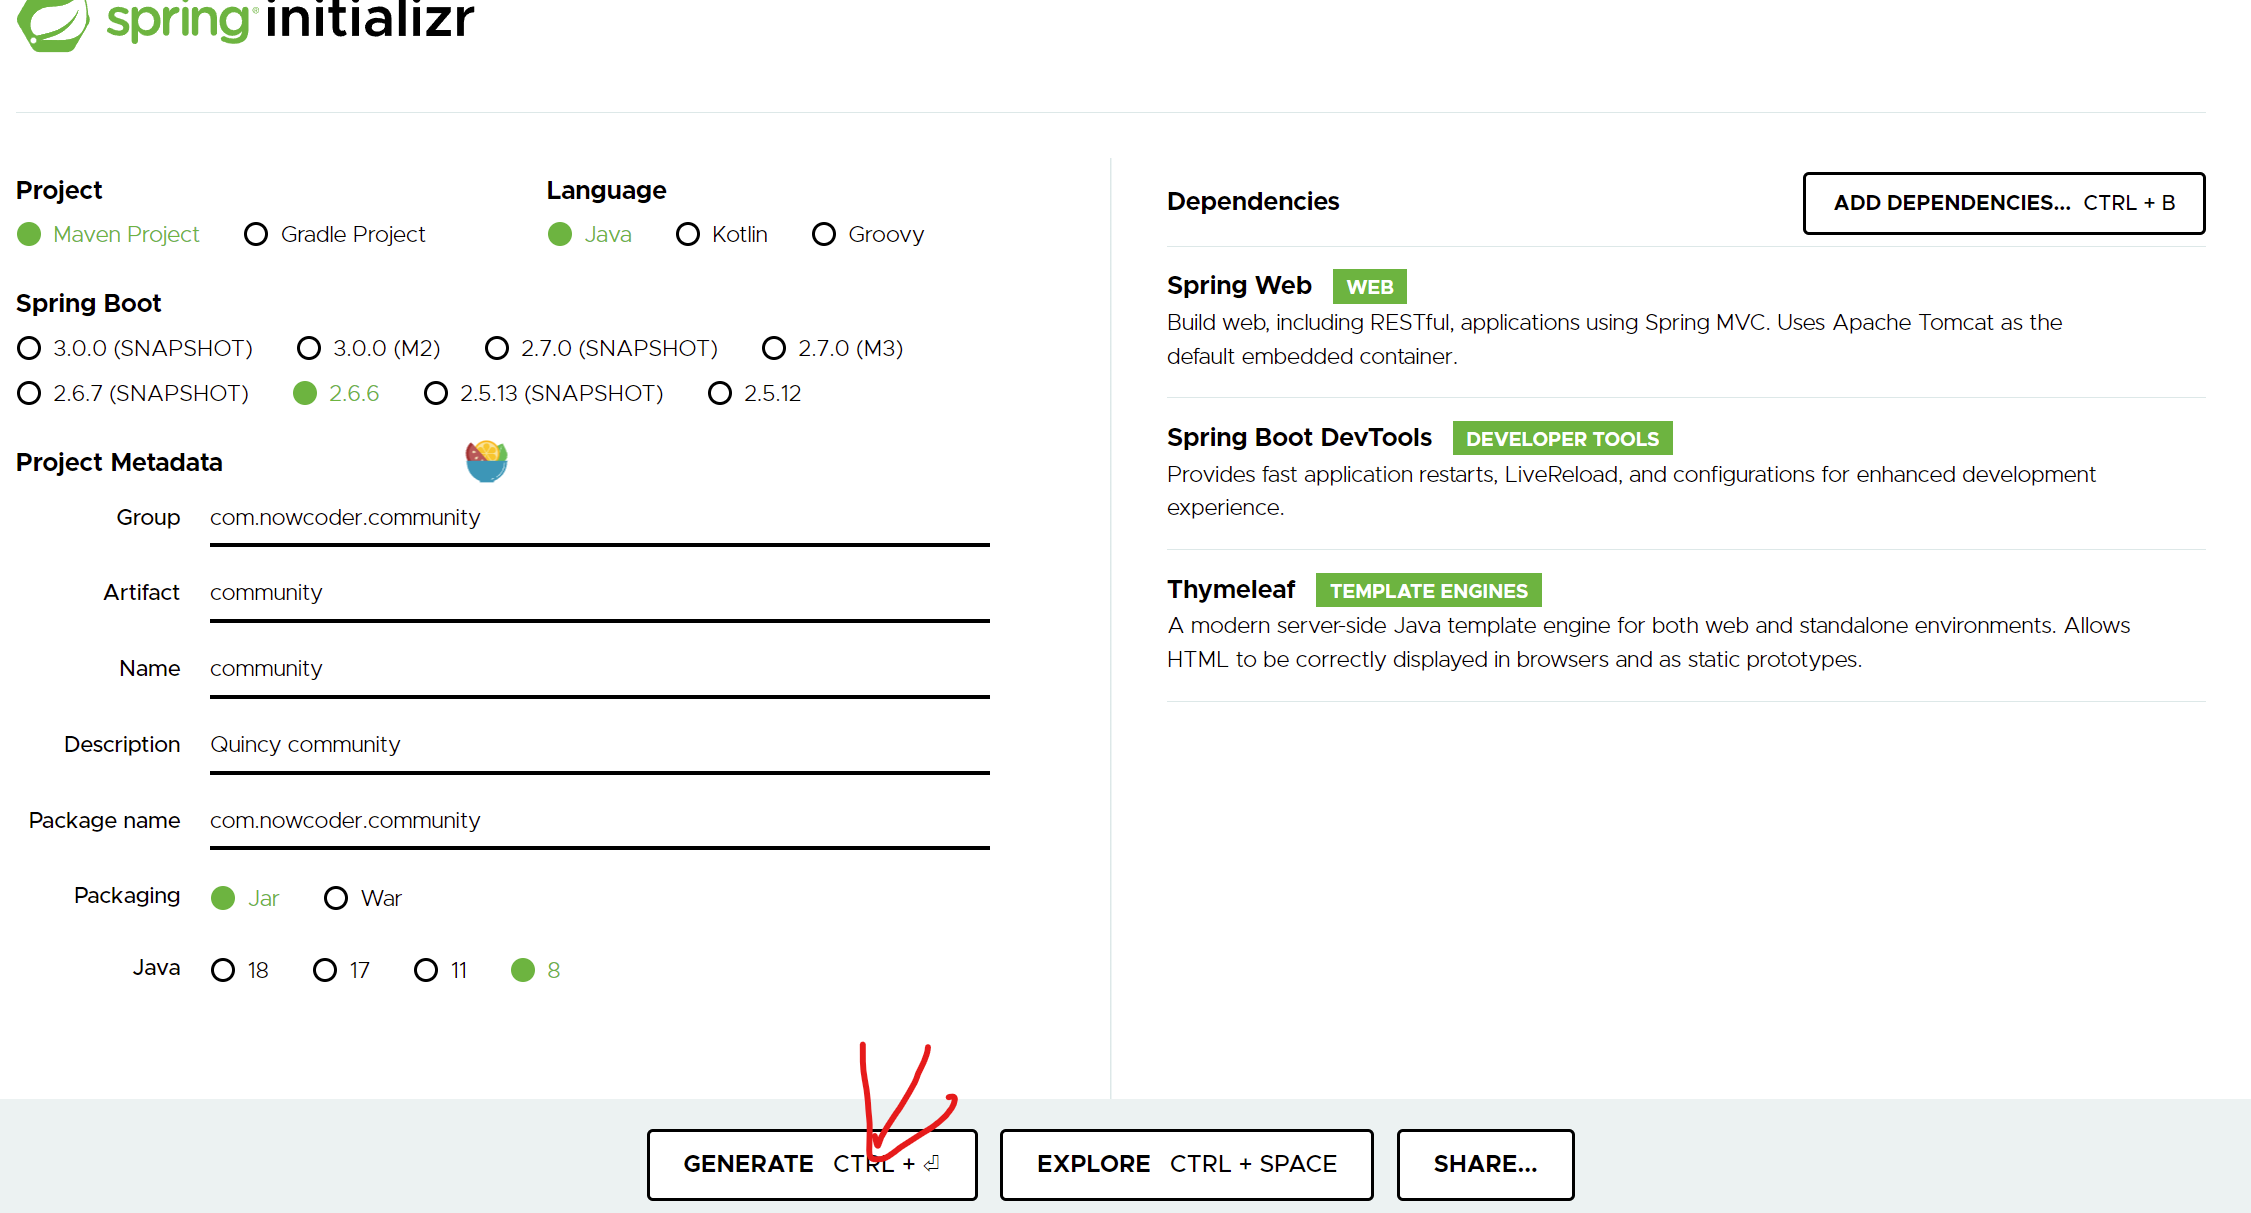 spring initializr
Project
Maven Project Gradle Project
Language
Java Kotlin Groovy
Spring Boot
3.0.0 (SNAPSHOT) 3.0.0 (M2) 2.7.0 (SNAPSHOT) 2.7.0 (M3)
2.6.7 (SNAPSHOT) 2.6.6 2.5.13 (SNAPSHOT) 2.5.12
Project Metadata
Group com.nowcoder.community
Artifact community
Name community
Description Quincy community
Package name com.nowcoder.community
Packaging Jar War
Java 18 17 11 8
Dependencies
ADD DEPENDENCIES... CTRL + B
Spring Web WEB
Build web, including RESTful, applications using Spring MVC. Uses Apache Tomcat as the
default embedded container.
Spring Boot DevTools DEVELOPER TOOLS
Provides fast application restarts, LiveReload, and configurations for enhanced development
experience.
Thymeleaf TEMPLATE ENGINES
A modern server-side Java template engine for both web and standalone environments. Allows
HTML to be correctly displayed in browsers and as static prototypes.
GENERATE CTRL + ⏎
EXPLORE CTRL + SPACE
SHARE...